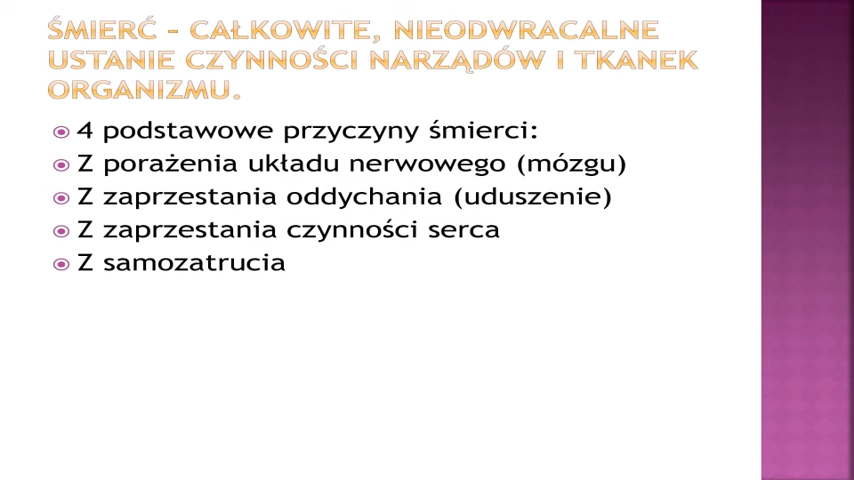 ŚMIERĆ - CAŁKOWITE, NIEODWRACALNE
USTANIE CZYNNOŚCI NARZĄDÓW I TKANEK
ORGANIZMU.
4 podstawowe przyczyny śmierci:
Z porażenia układu nerwowego (mózgu)
Z zaprzestania oddychania (uduszenie)
Z zaprzestania czynności serca
Z samozatrucia